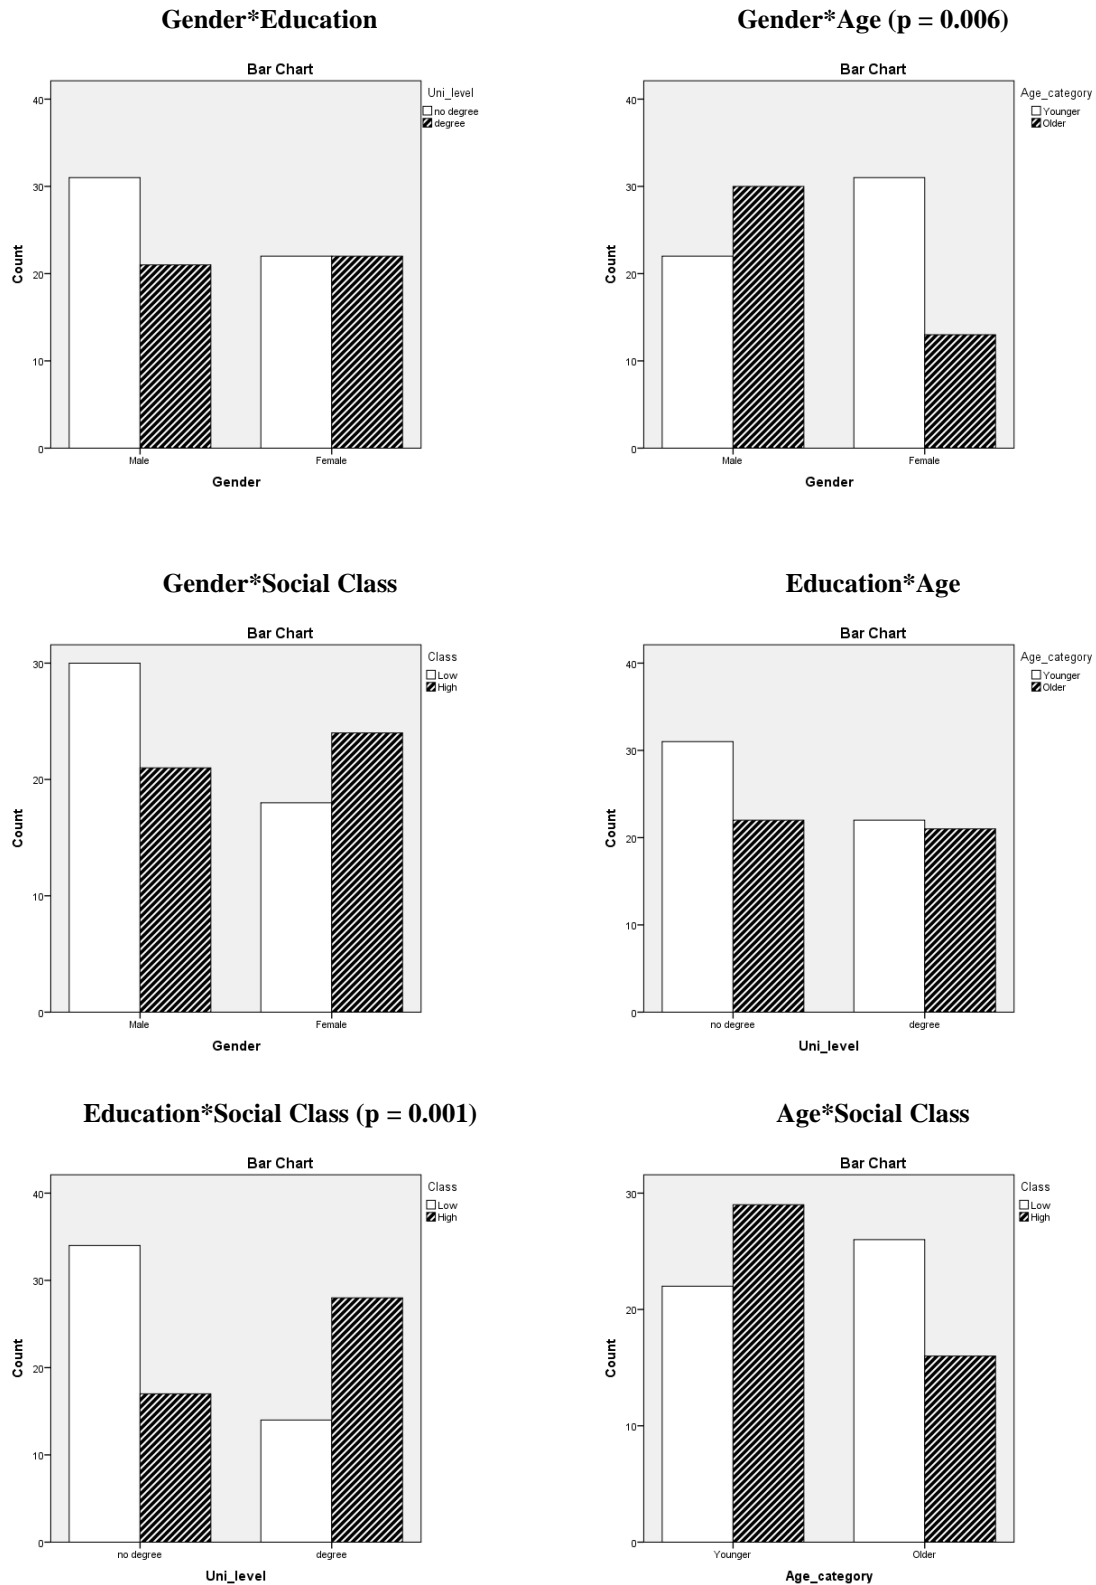 Gender*Education
Bar Chart
Uni_level
no degree
degree
40
30
20
10
0
Count
Male Female
Gender
Gender*Age (p = 0.006)
Bar Chart
Age_category
Younger
Older
40
30
20
10
0
Count
Male Female
Gender
Gender*Social Class
Bar Chart
Class
Low
High
30
20
10
0
Count
Male Female
Gender
Education*Age
Bar Chart
Age_category
Younger
Older
40
30
20
10
0
Count
no degree degree
Uni_level
Education*Social Class (p = 0.001)
Bar Chart
Class
Low
High
40
30
20
10
0
Count
no degree degree
Uni_level
Age*Social Class
Bar Chart
Class
Low
High
30
20
10
0
Count
Younger Older
Age_category